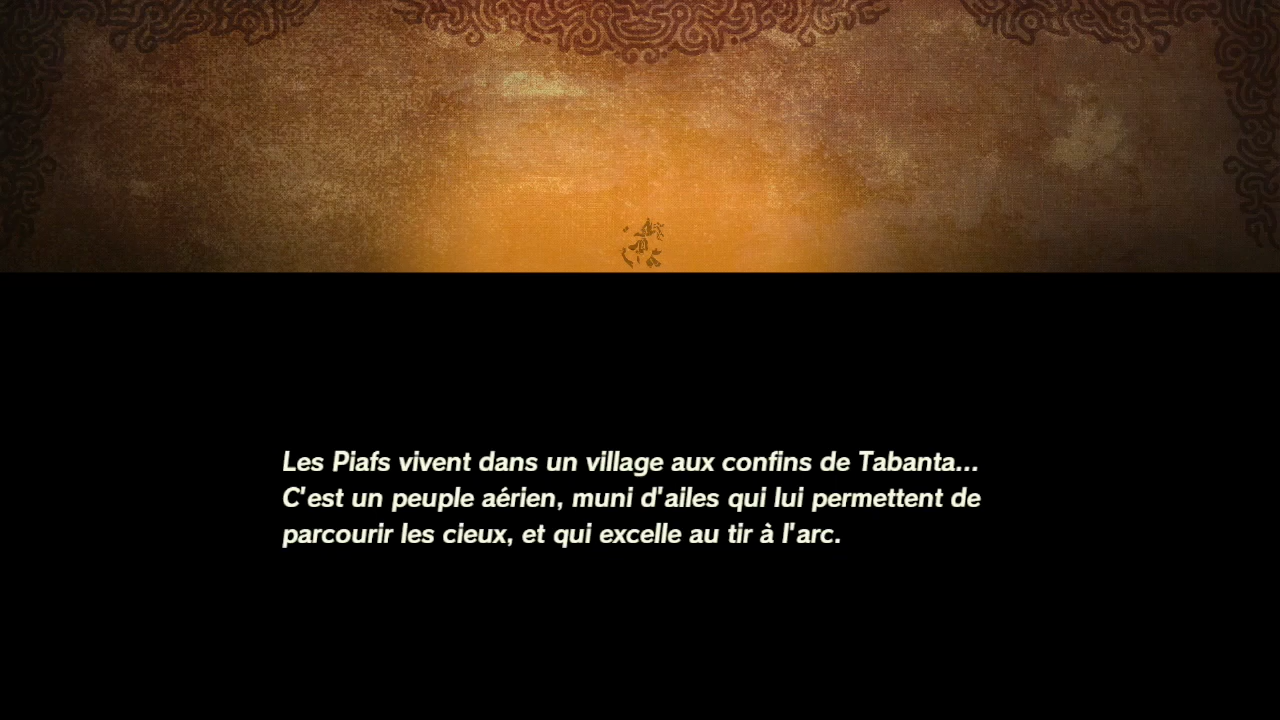 Les Piafs vivent dans un village aux confins de Tabanta...
C'est un peuple aérien, muni d'ailes qui lui permettent de
parcourir les cieux, et qui excelle au tir à l'arc.